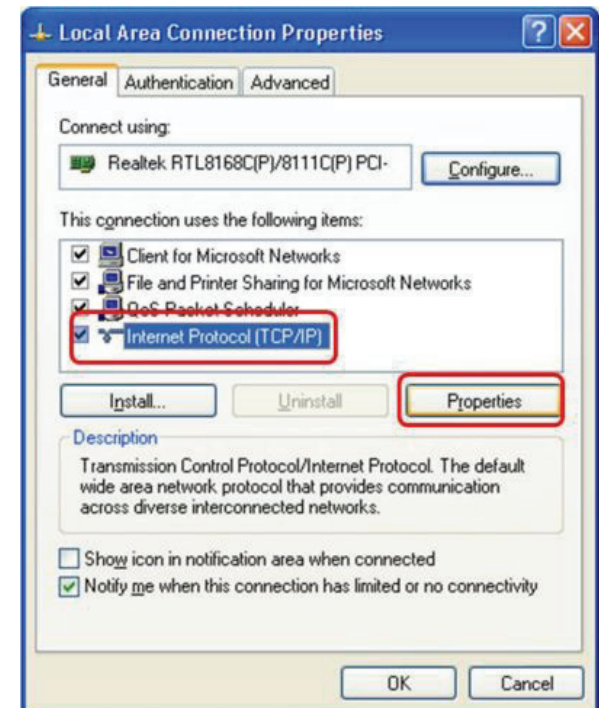 Local Area Connection Properties
General Authentication Advanced
Connect using:
Realtek RTL8168C(P)/8111C(P) PCI-
Configure...
This connection uses the following items:
Client for Microsoft Networks
File and Printer Sharing for Microsoft Networks
QoS Packet Scheduler
Internet Protocol (TCP/IP)
Install... Uninstall Properties
Description
Transmission Control Protocol/Internet Protocol. The default
wide area network protocol that provides communication
across diverse interconnected networks.
Show icon in notification area when connected
Notify me when this connection has limited or no connectivity
OK Cancel